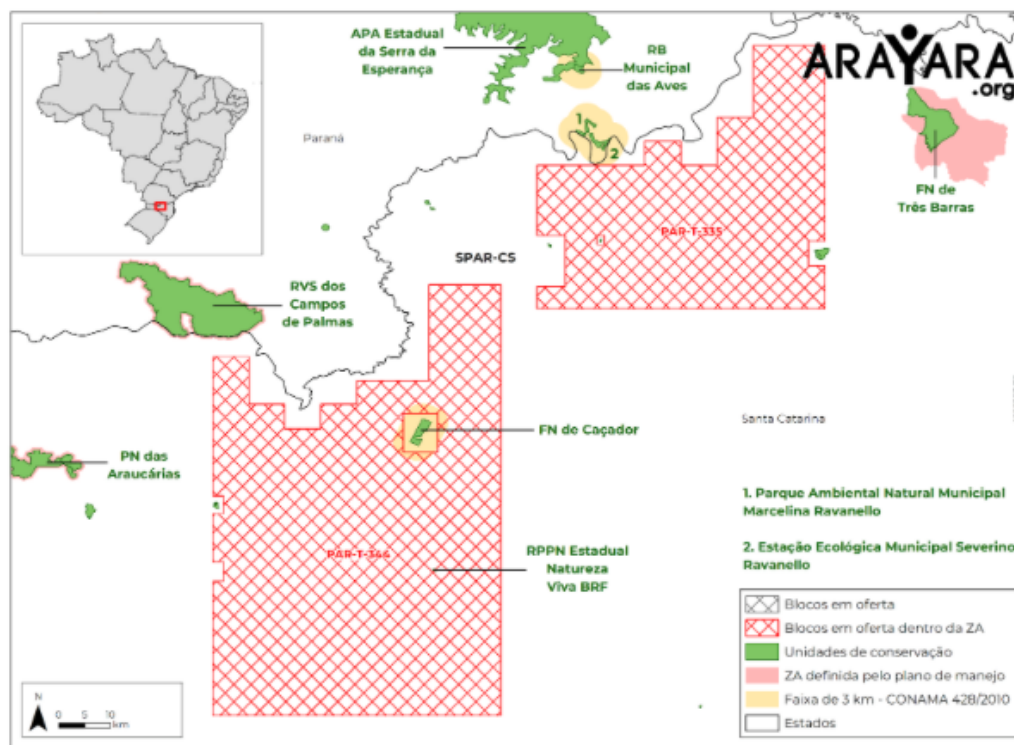 APA Estadual
da Serra da
Esperança
RB
Municipal
das Aves
ARAYARA
.org
Paraná
1
2
FN de
Três Barras
PAR-T-335
SPAR-CS
RVS dos
Campos
de Palmas
FN de Caçador
Santa Catarina
PN das
Araucárias
PAR-T-344
RPPN Estadual
Natureza
Viva BRF
1. Parque Ambiental Natural Municipal
Marcelina Ravanello
2. Estação Ecológica Municipal Severino
Ravanello
Blocos em oferta
Blocos em oferta dentro da ZA
Unidades de conservação
ZA definida pelo plano de manejo
Faixa de 3 km - CONAMA 428/2010
Estados
N
0 5 10
km